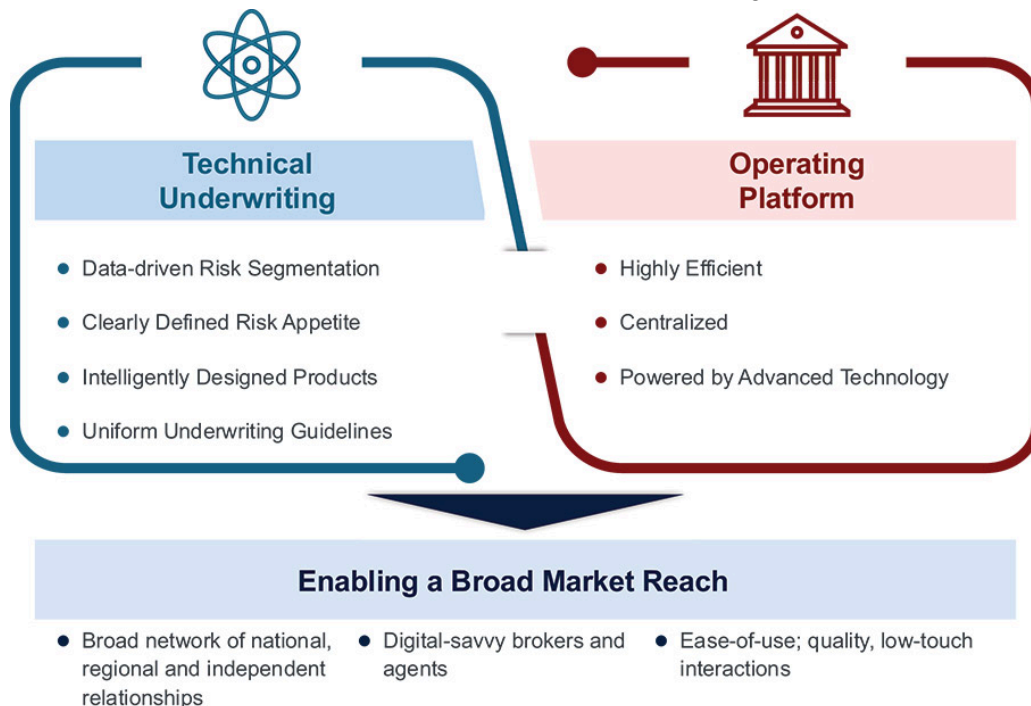 Technical
Underwriting
Data-driven Risk Segmentation
Clearly Defined Risk Appetite
Intelligently Designed Products
Uniform Underwriting Guidelines
Operating
Platform
Highly Efficient
Centralized
Powered by Advanced Technology
Enabling a Broad Market Reach
Broad network of national,
regional and independent
relationships
Digital-savvy brokers and
agents
Ease-of-use; quality, low-touch
interactions